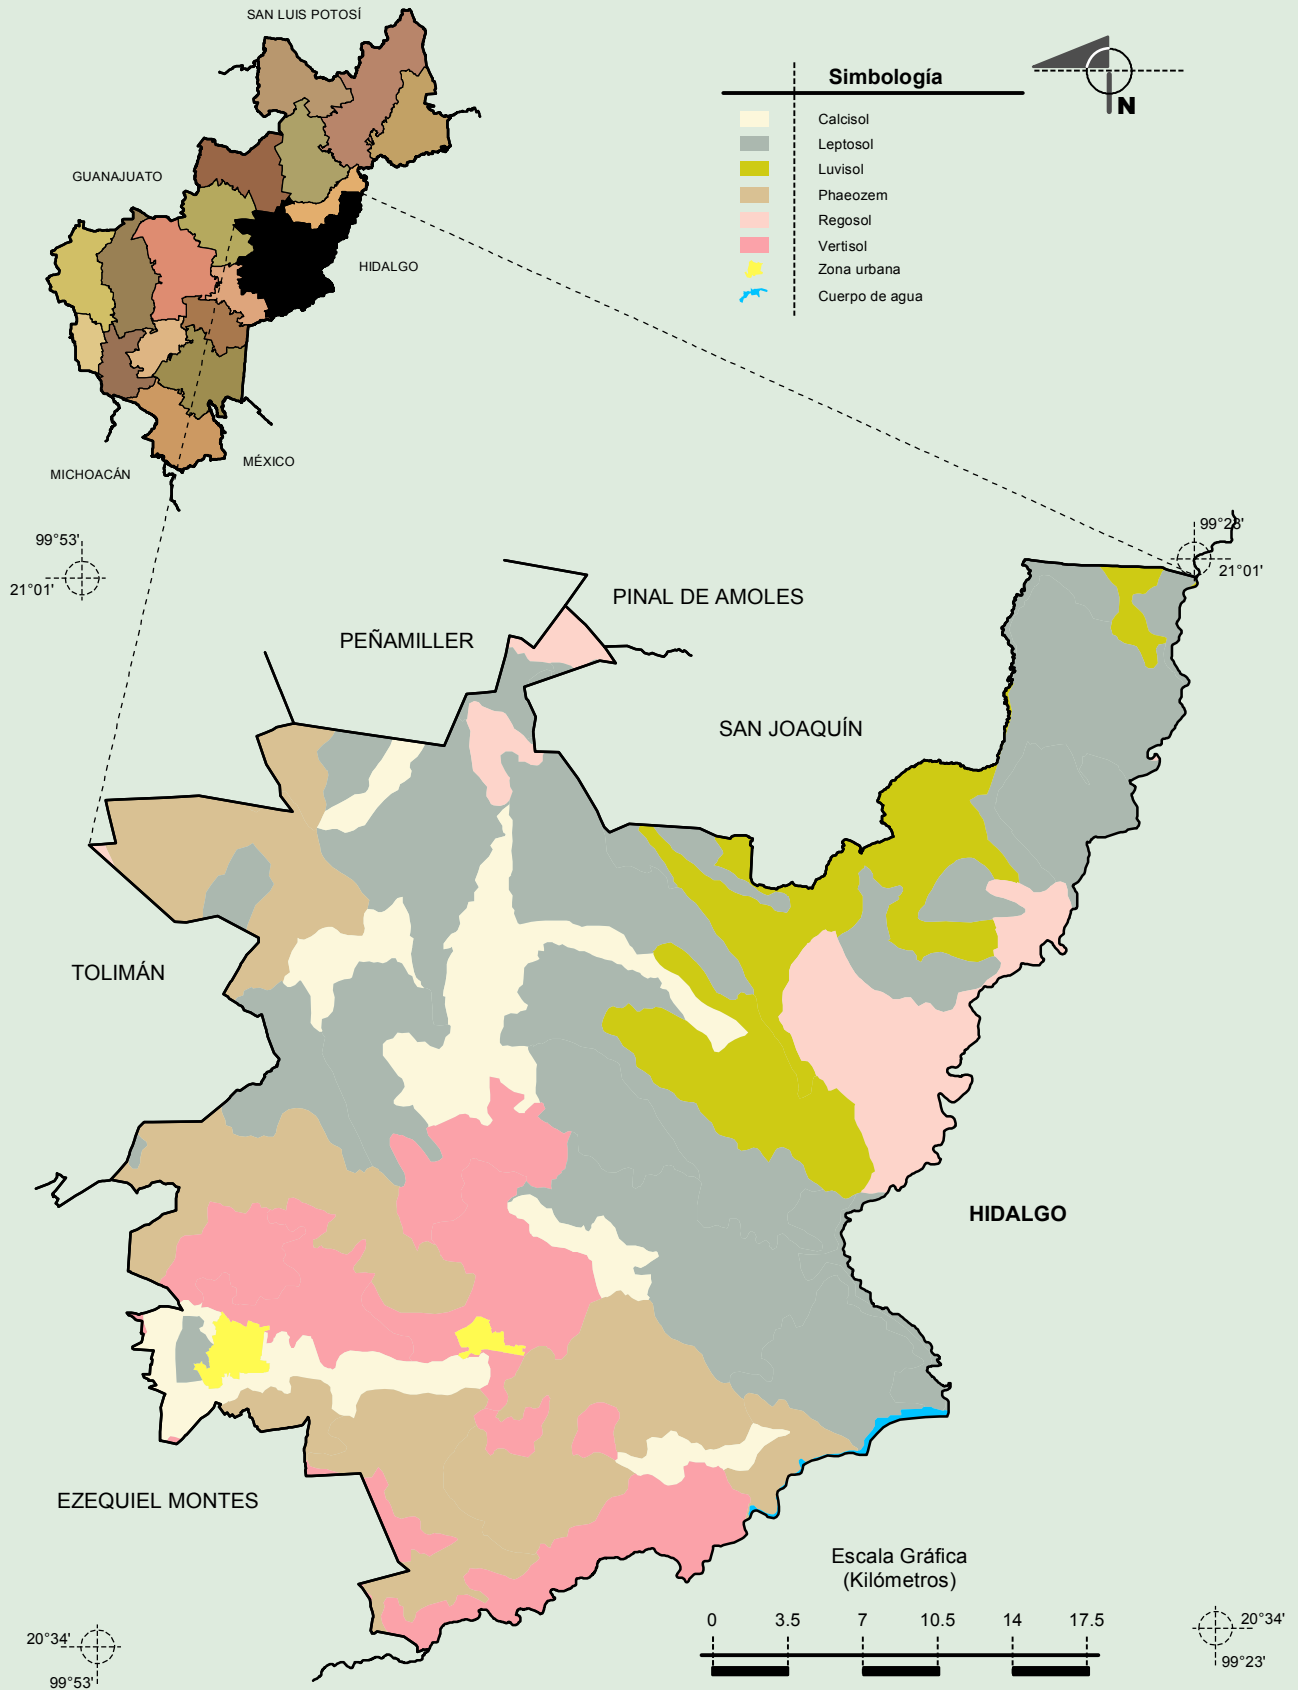 SAN LUIS POTOSÍ
GUANAJUATO
HIDALGO
MICHOACÁN
MÉXICO
Simbología
Calcisol
Leptosol
Luvisol
Phaeozem
Regosol
Vertisol
Zona urbana
Cuerpo de agua
N
99°53'
21°01'
99°23'
21°01'
PINAL DE AMOLES
PEÑAMILLER
SAN JOAQUÍN
TOLIMÁN
HIDALGO
EZEQUIEL MONTES
Escala Gráfica
(Kilómetros)
0 3.5 7 10.5 14 17.5
20°34'
99°53'
20°34'
99°23'